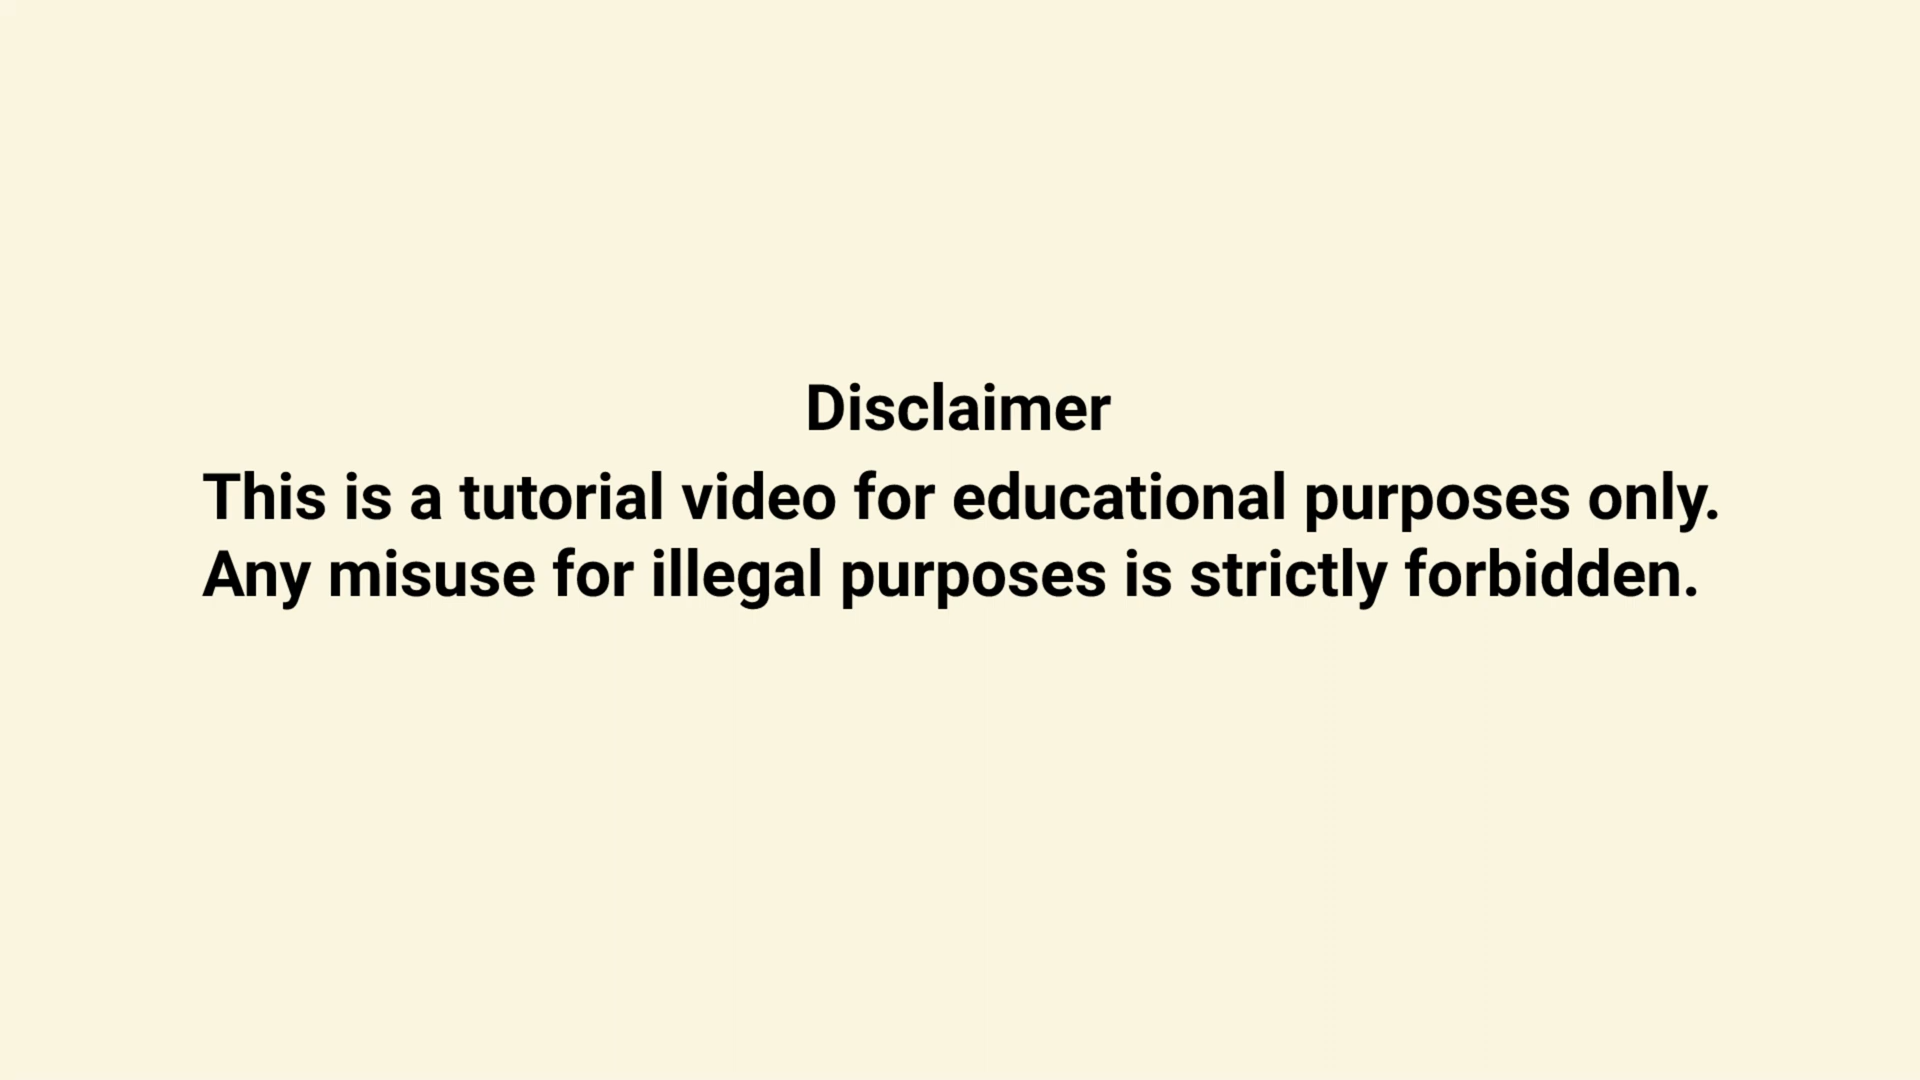 Disclaimer
This is a tutorial video for educational purposes only.
Any misuse for illegal purposes is strictly forbidden.